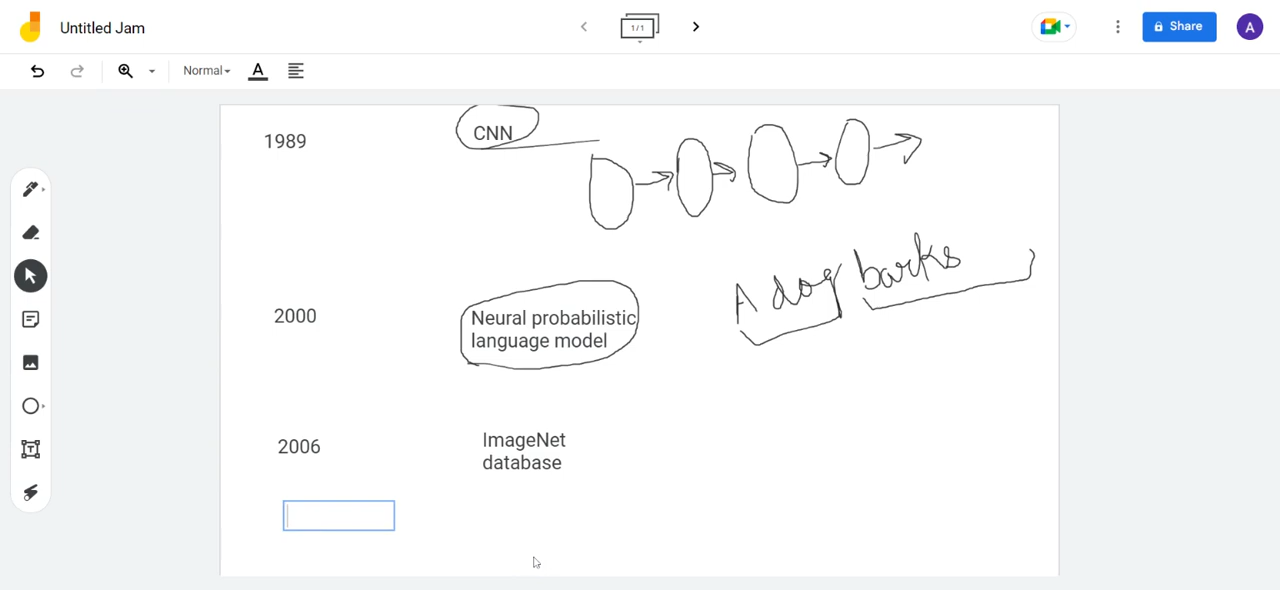 Untitled Jam
1/1
Share
A
Normal
A
1989
CNN
A dog barks
2000
Neural probabilistic
language model
2006
ImageNet
database